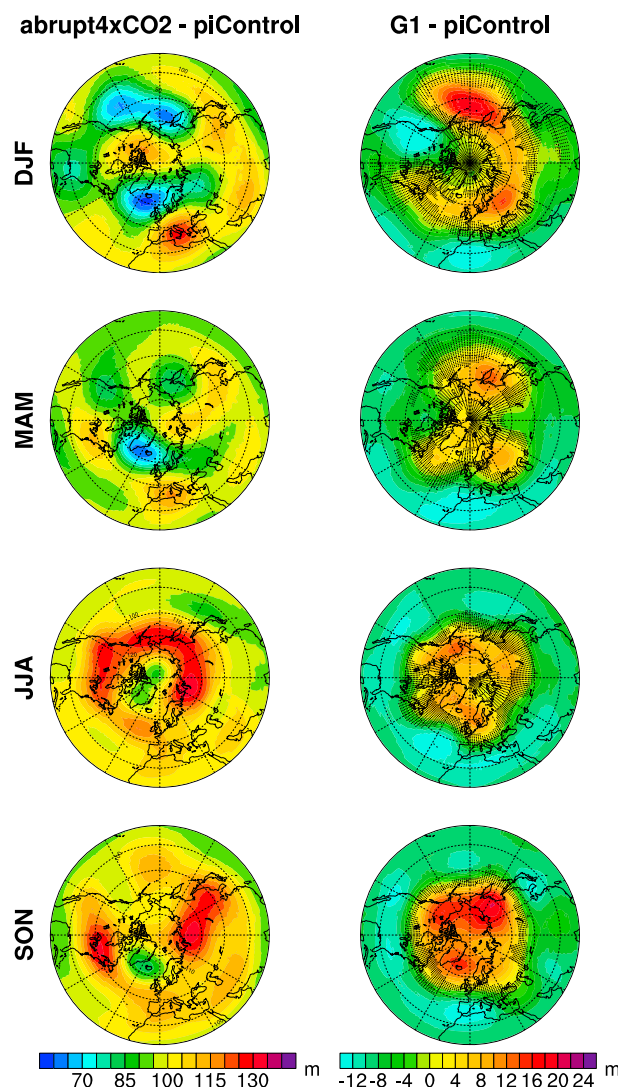 abrupt4xCO2 - piControl G1 - piControl
DJF
MAM
JJA
SON
70 85 100 115 130 m
-12 -8 -4 0 4 8 12 16 20 24 m